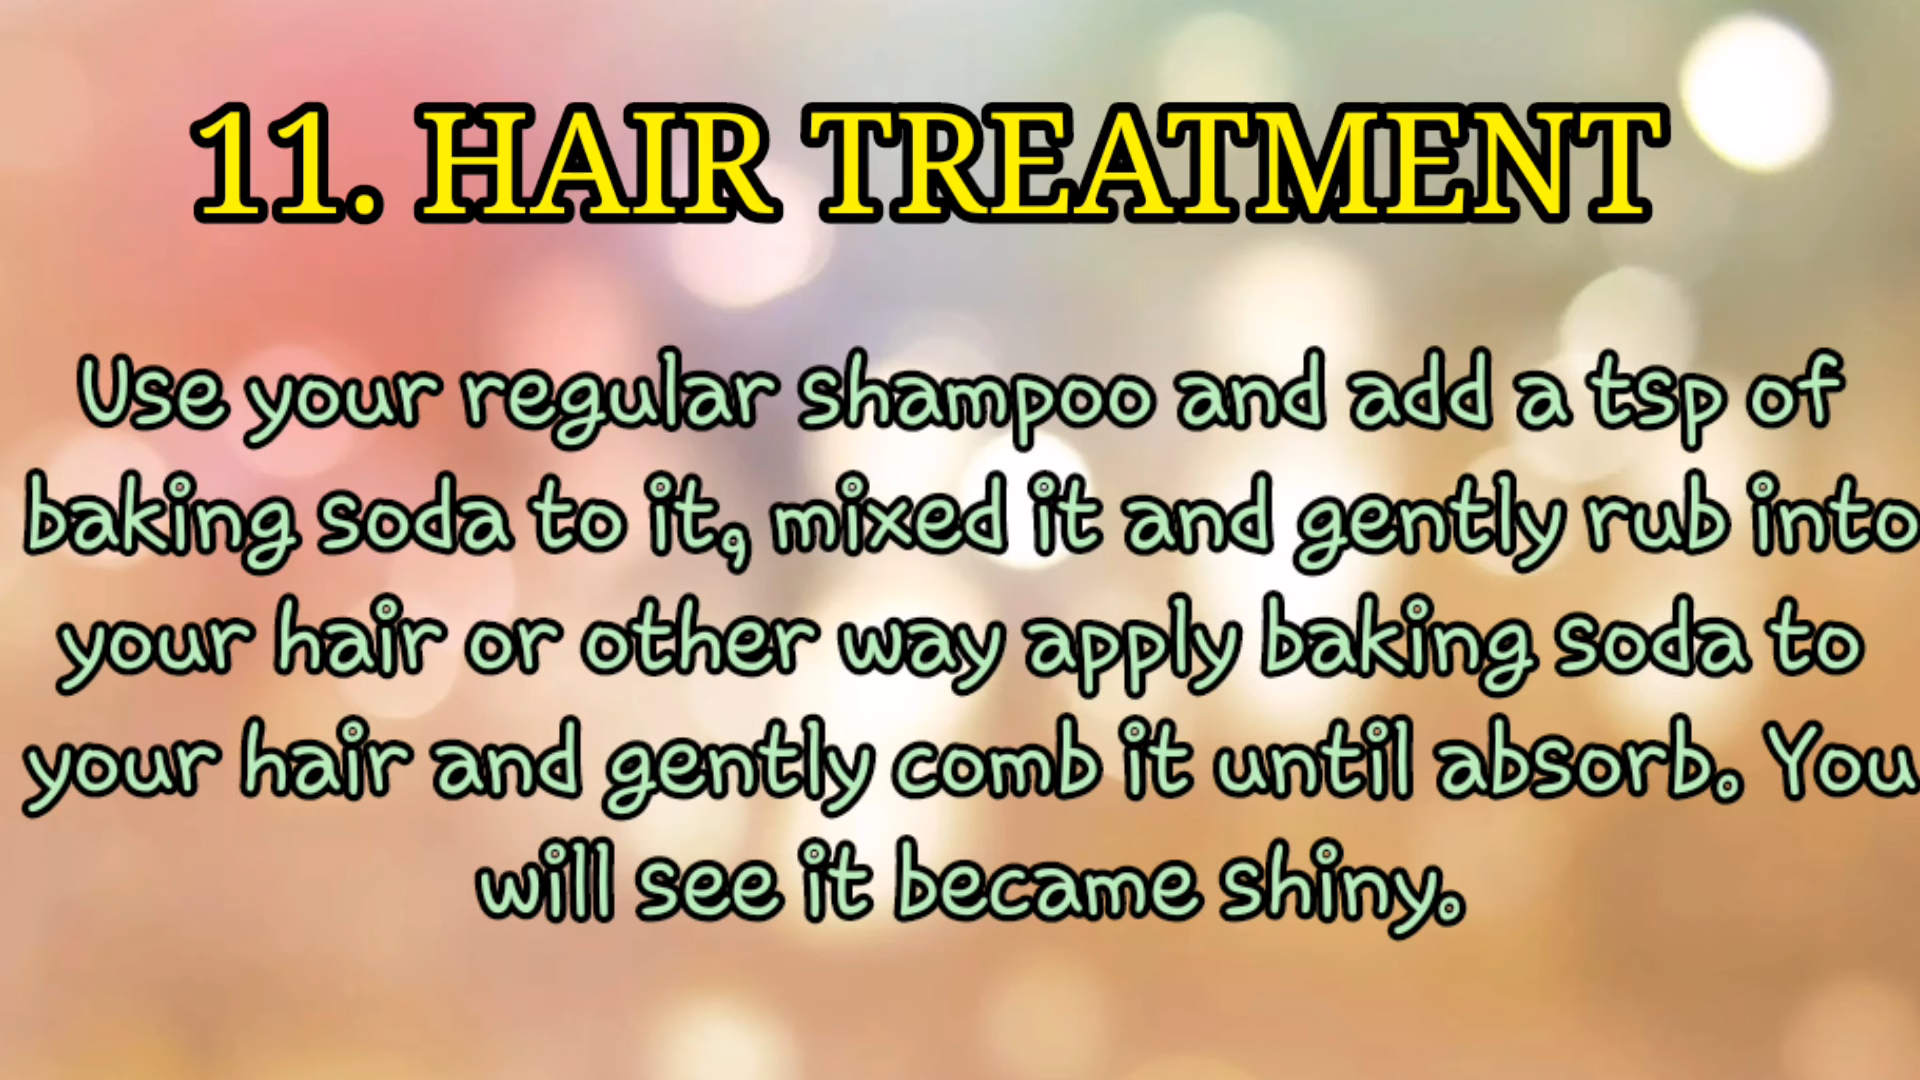 11. HAIR TREATMENT
Use your regular shampoo and add a tsp of
baking soda to it, mixed it and gently rub into
your hair or other way apply baking soda to
your hair and gently comb it until absorb. You
will see it became shiny.